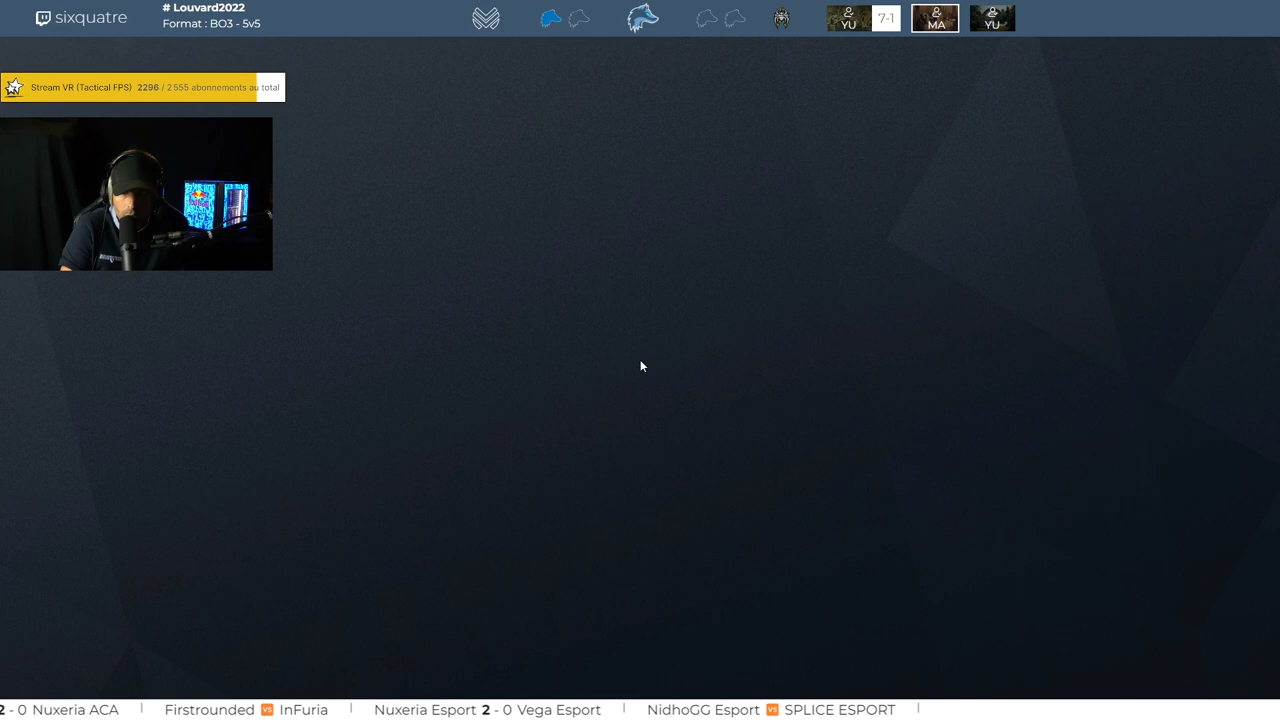 sixquatre
# Louvard2022
Format : BO3 - 5v5
YU
7-1
MA
YU
Stream VR (Tactical FPS) 2296 / 2555 abonnements au total
2 - 0 Nuxeria ACA | Firstrounded VS InFuria | Nuxeria Esport 2 - 0 Vega Esport | NidhoGG Esport VS SPLICE ESPORT |